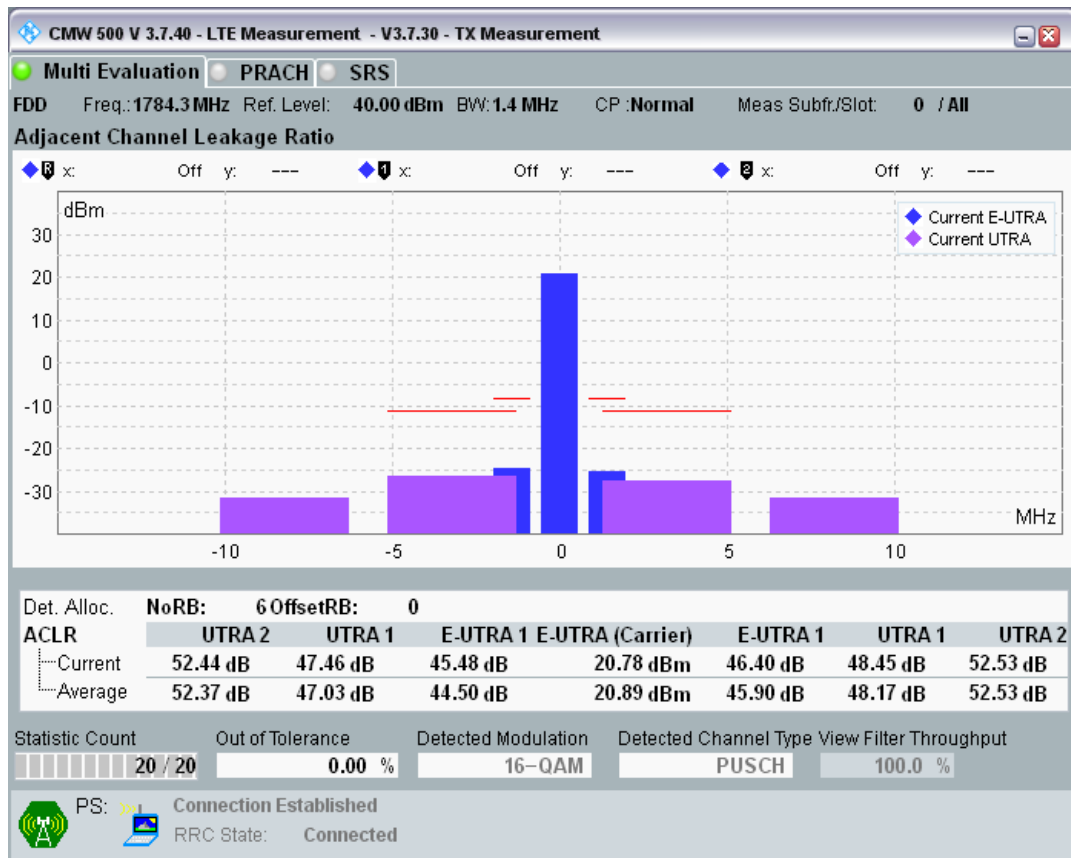 CMW 500 V 3.7.40 - LTE Measurement - V3.7.30 - TX Measurement
Multi Evaluation PRACH SRS
FDD Freq.:1784.3 MHz Ref. Level: 40.00 dBm BW:1.4 MHz CP :Normal Meas Subfr./Slot: 0 / All
Adjacent Channel Leakage Ratio
R x: Off y: --- 1 x: Off y: --- 2 x: Off y: ---
dBm
Current E-UTRA
Current UTRA
30
20
10
0
-10
-20
-30
MHz
-10 -5 0 5 10
Det. Alloc. NoRB: 6 OffsetRB: 0
ACLR UTRA 2 UTRA 1 E-UTRA 1 E-UTRA (Carrier) E-UTRA 1 UTRA 1 UTRA 2
Current 52.44 dB 47.46 dB 45.48 dB 20.78 dBm 46.40 dB 48.45 dB 52.53 dB
Average 52.37 dB 47.03 dB 44.50 dB 20.89 dBm 45.90 dB 48.17 dB 52.53 dB
Statistic Count Out of Tolerance Detected Modulation Detected Channel Type View Filter Throughput
20 / 20 0.00 % 16-QAM PUSCH 100.0 %
PS: Connection Established
RRC State: Connected